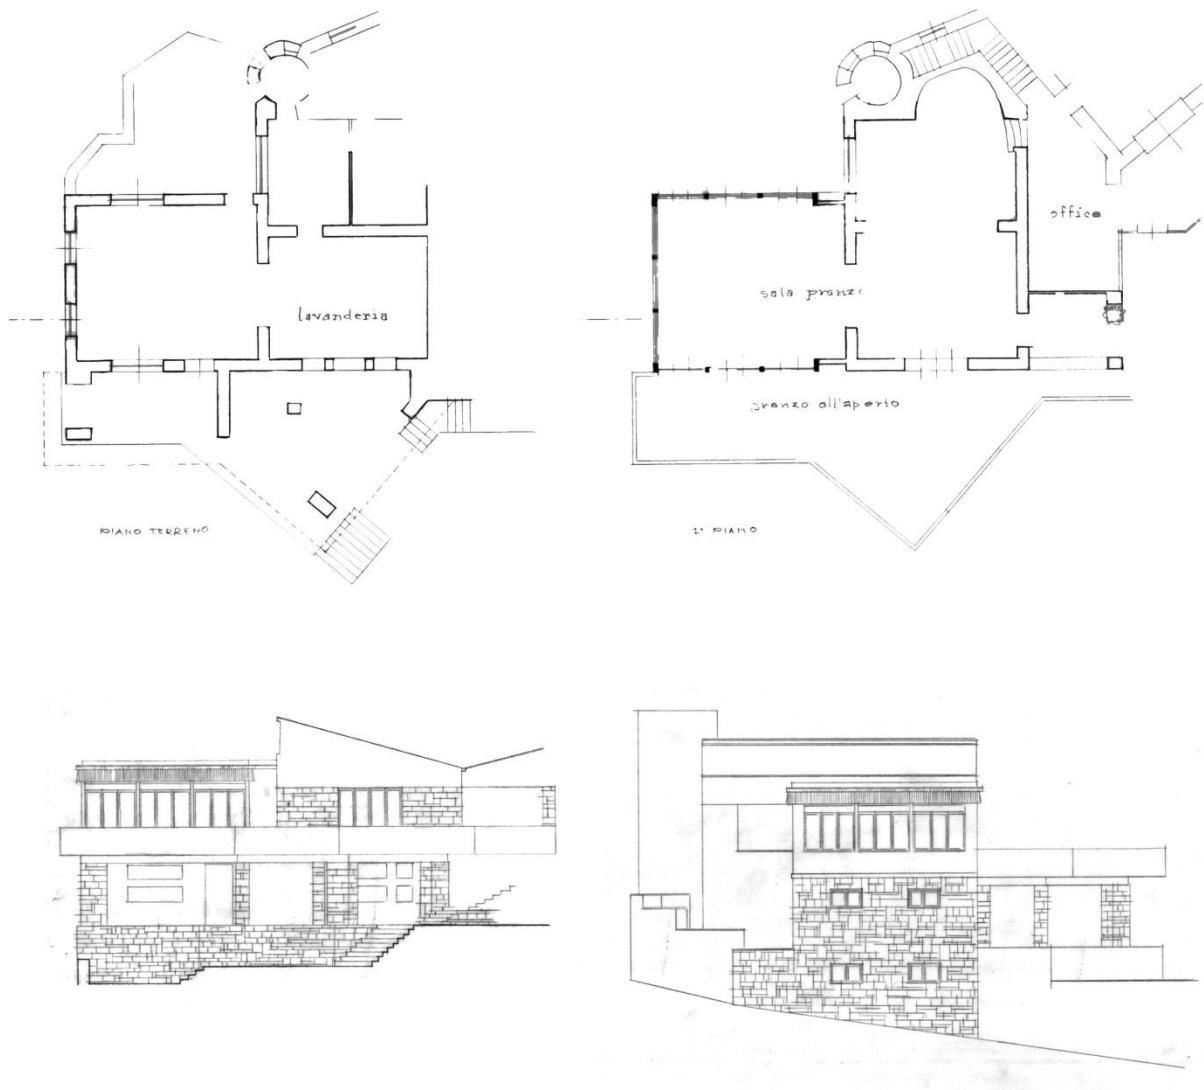 lavanderia
PIANO TERRENO
office
sala pranzo
pranzo all'aperto
1° PIANO